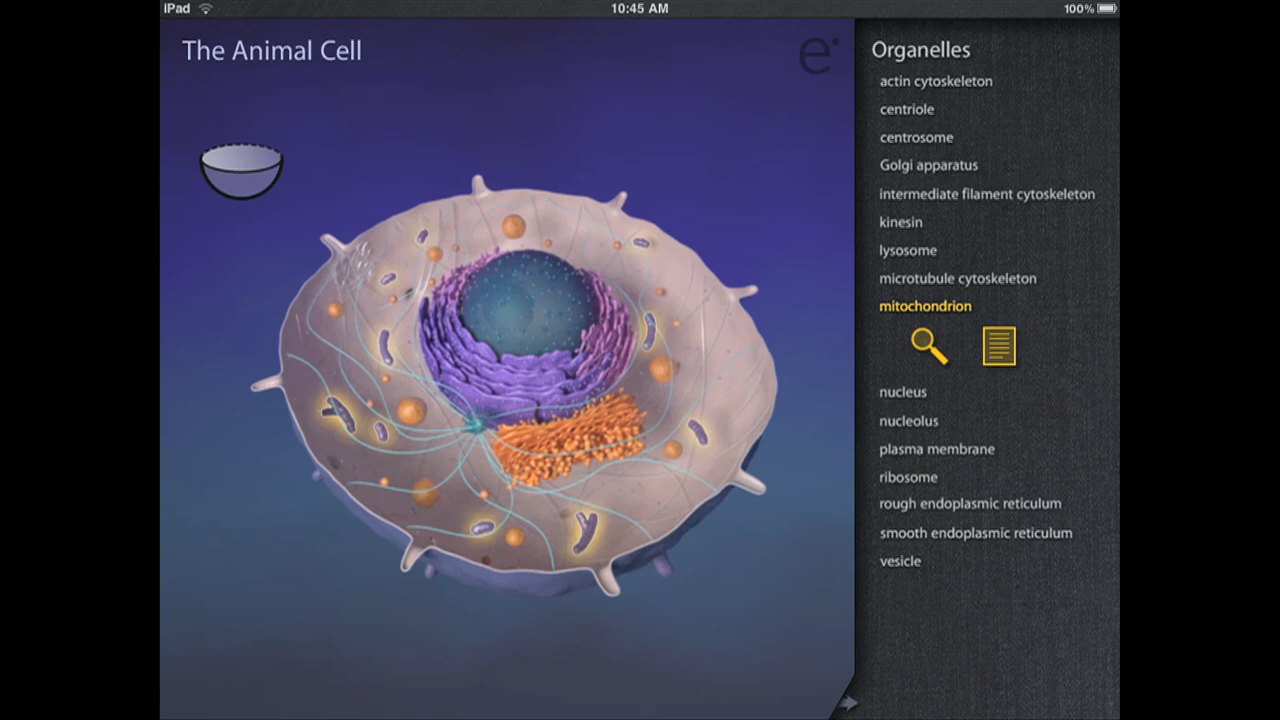 iPad 10:45 AM 100%
The Animal Cell
e
Organelles
actin cytoskeleton
centriole
centrosome
Golgi apparatus
intermediate filament cytoskeleton
kinesin
lysosome
microtubule cytoskeleton
mitochondrion
nucleus
nucleolus
plasma membrane
ribosome
rough endoplasmic reticulum
smooth endoplasmic reticulum
vesicle